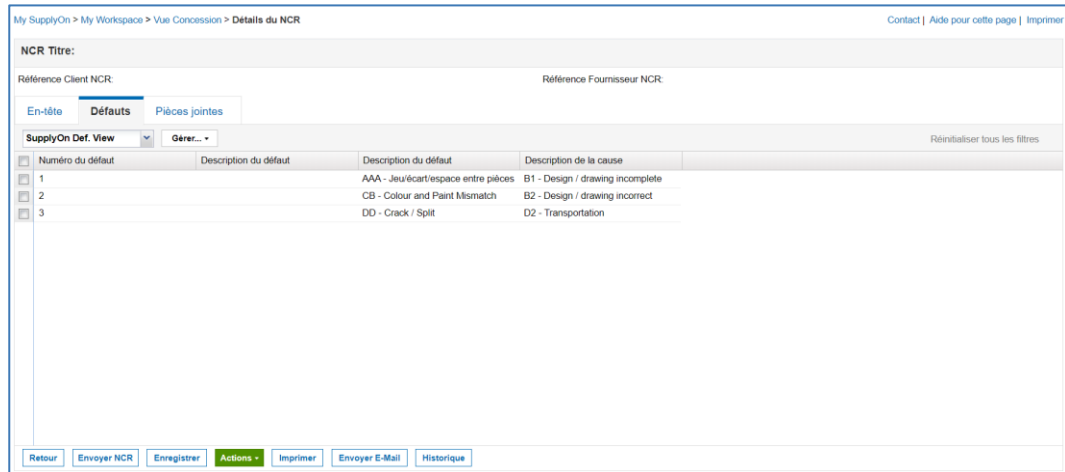 My SupplyOn > My Workspace > Vue Concession > Détails du NCR Contact | Aide pour cette page | Imprimer
NCR Titre:
Référence Client NCR: Référence Fournisseur NCR:
En-tête Défauts Pièces jointes
SupplyOn Def. View Gérer... Réinitialiser tous les filtres
Numéro du défaut Description du défaut Description du défaut Description de la cause
1 AAA - Jeu/écart/espace entre pièces B1 - Design / drawing incomplete
2 CB - Colour and Paint Mismatch B2 - Design / drawing incorrect
3 DD - Crack / Split D2 - Transportation
Retour Envoyer NCR Enregistrer Actions Imprimer Envoyer E-Mail Historique